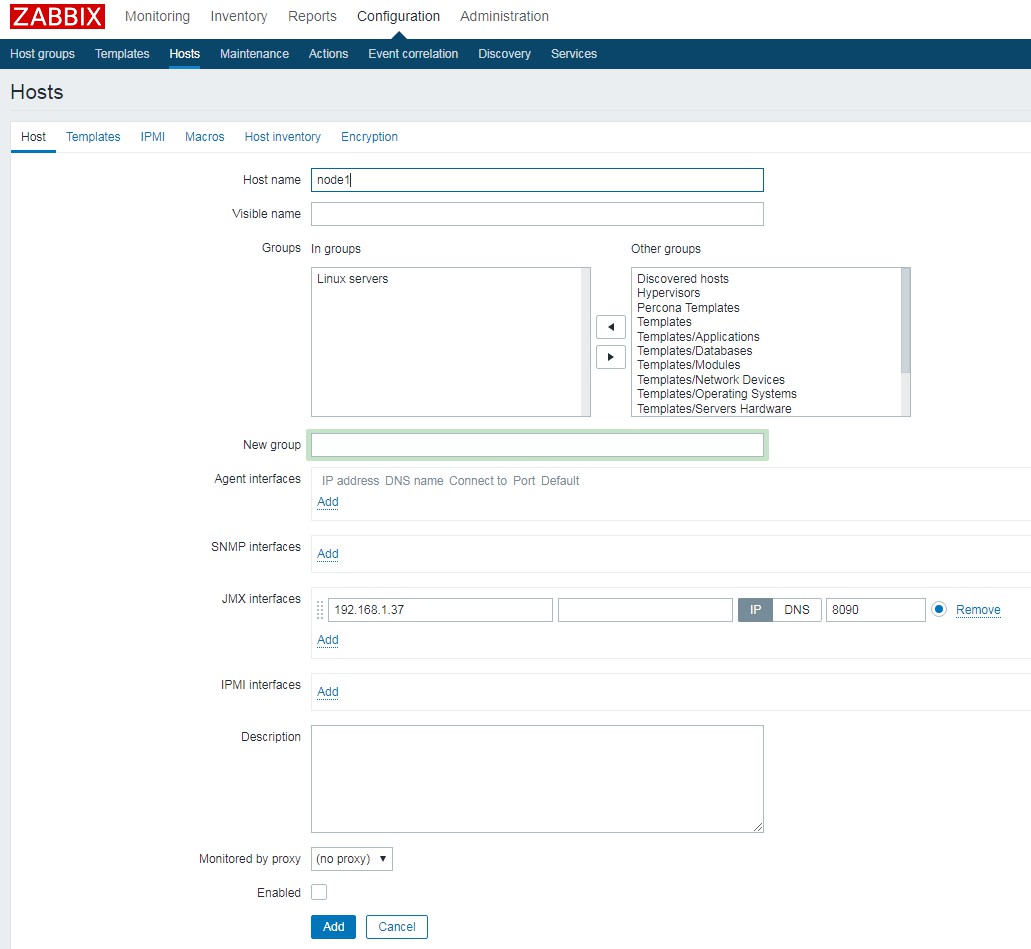 ZABBIX Monitoring Inventory Reports Configuration Administration
Host groups Templates Hosts Maintenance Actions Event correlation Discovery Services
Hosts
Host Templates IPMI Macros Host inventory Encryption
Host name node1
Visible name
Groups In groups Other groups
Linux servers
Discovered hosts
Hypervisors
Percona Templates
Templates
Templates/Applications
Templates/Databases
Templates/Modules
Templates/Network Devices
Templates/Operating Systems
Templates/Servers Hardware
New group
Agent interfaces IP address DNS name Connect to Port Default
Add
SNMP interfaces Add
JMX interfaces 192.168.1.37 IP DNS 8090 Remove
Add
IPMI interfaces Add
Description
Monitored by proxy (no proxy)
Enabled
Add Cancel